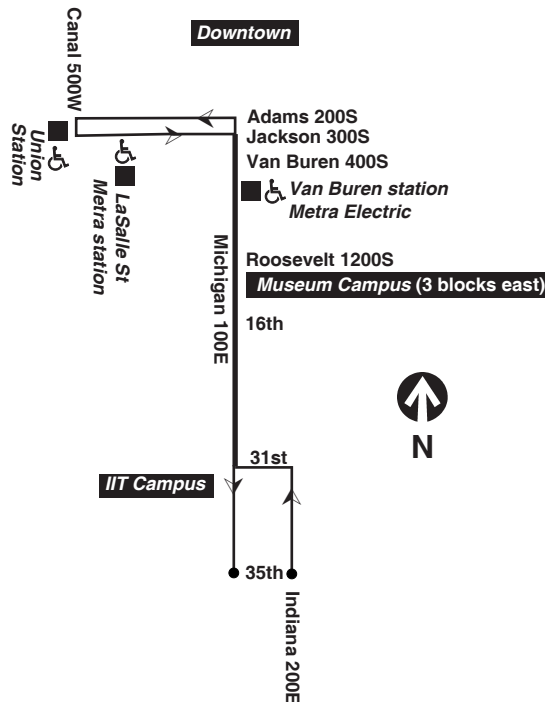 Downtown
Canal 500W
Adams 200S
Jackson 300S
Van Buren 400S
Union
Station
LaSalle St
Metra station
Van Buren station
Metra Electric
Michigan 100E
Roosevelt 1200S
Museum Campus (3 blocks east)
16th
N
31st
IIT Campus
35th
Indiana 200E